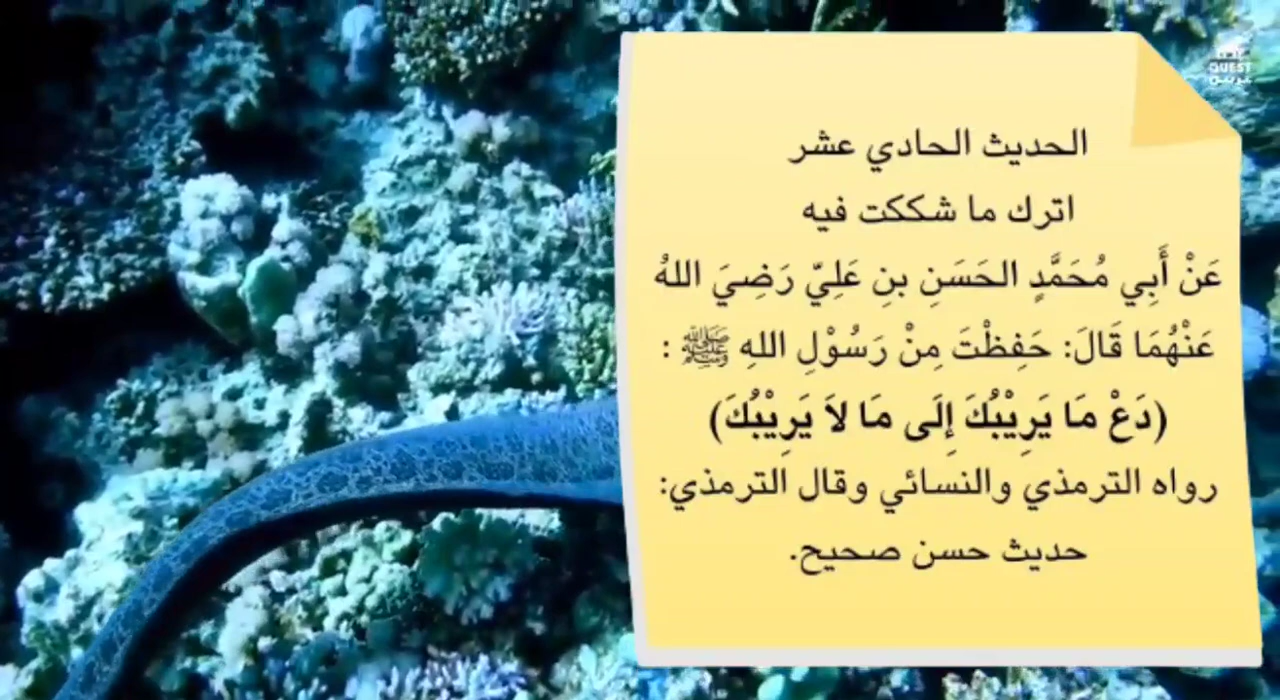 QUEST
الحديث الحادي عشر
اترك ما شككت فيه
عَنْ أَبِي مُحَمَّدٍ الحَسَنِ بنِ عَلِيّ رَضِيَ اللهُ
عَنْهُمَا قَالَ: حَفِظْتَ مِنْ رَسُوْلِ اللهِ ﷺ :
(دَعْ مَا يَرِيْبُكَ إِلَى مَا لاَ يَرِيْبُكَ)
رواه الترمذي والنسائي وقال الترمذي:
حديث حسن صحيح.